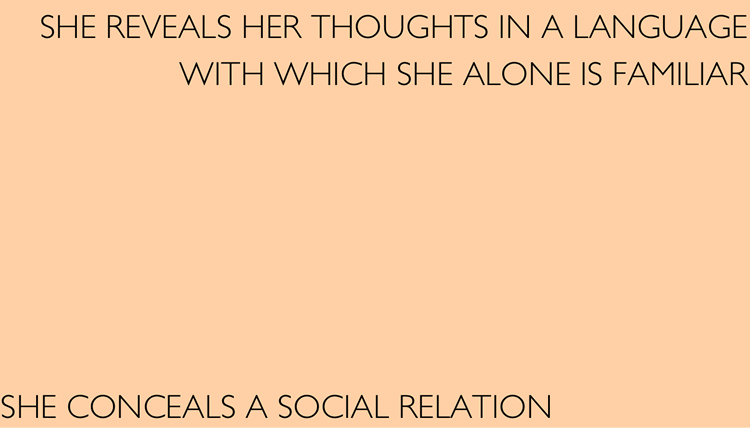 SHE REVEALS HER THOUGHTS IN A LANGUAGE
WITH WHICH SHE ALONE IS FAMILIAR
SHE CONCEALS A SOCIAL RELATION